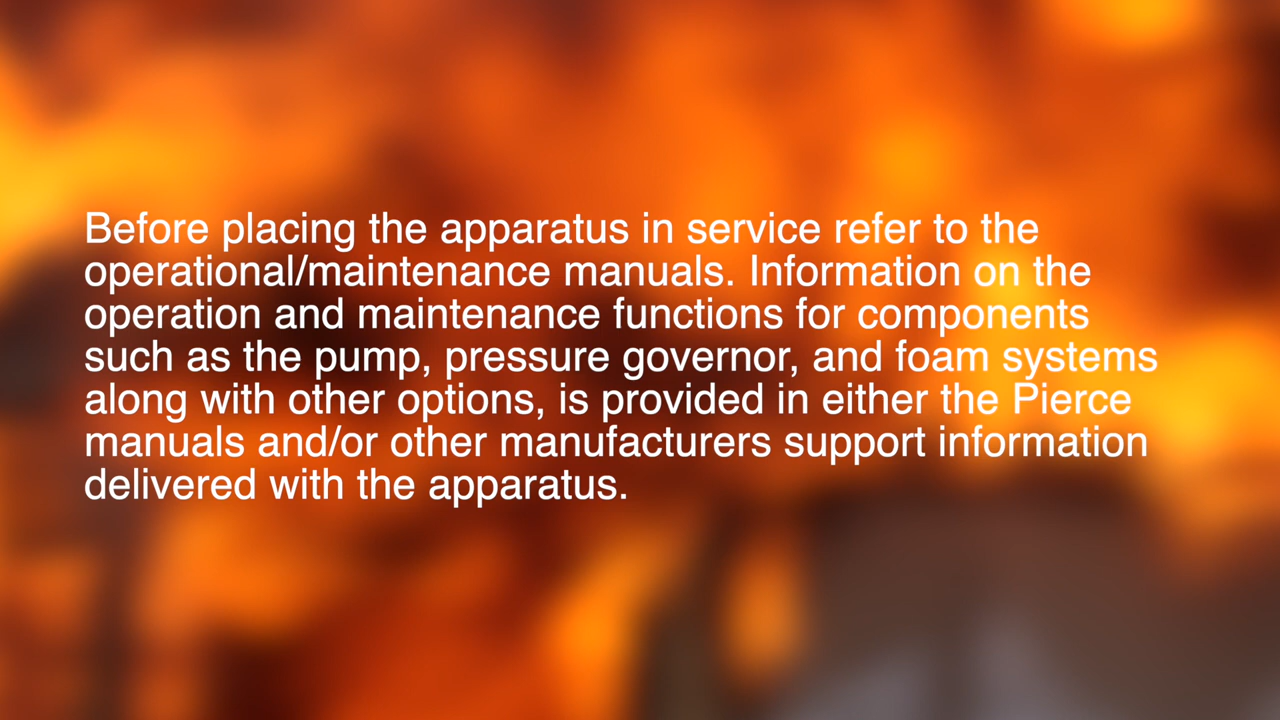 Before placing the apparatus in service refer to the
operational/maintenance manuals. Information on the
operation and maintenance functions for components
such as the pump, pressure governor, and foam systems
along with other options, is provided in either the Pierce
manuals and/or other manufacturers support information
delivered with the apparatus.